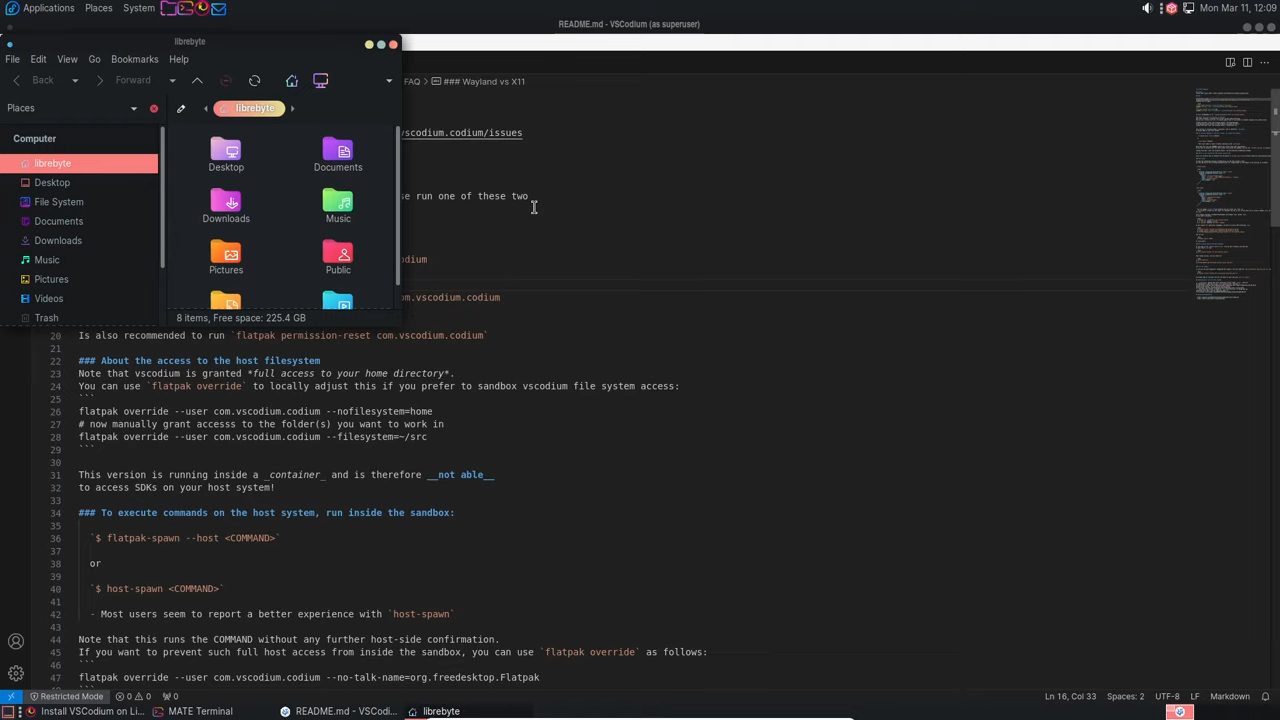 Applications Places System Mon Mar 11, 12:09
README.md - VSCodium (as superuser)
librebyte
File Edit View Go Bookmarks Help
Back Forward
Places librebyte
Computer
librebyte
Desktop
File System
Documents
Downloads
Music
Pictures
Videos
Trash
Desktop Documents
Downloads Music
Pictures Public
8 items, Free space: 225.4 GB
FAQ > ### Wayland vs X11
vscodium.codium/issues
se run one of these two
odium
om.vscodium.codium
20 Is also recommended to run `flatpak permission-reset com.vscodium.codium`
21
22 ### About the access to the host filesystem
23 Note that vscodium is granted *full access to your home directory*.
24 You can use `flatpak override` to locally adjust this if you prefer to sandbox vscodium file system access:
25 ```
26 flatpak override --user com.vscodium.codium --nofilesystem=home
27 # now manually grant accesss to the folder(s) you want to work in
28 flatpak override --user com.vscodium.codium --filesystem=~/src
29 ```
30
31 This version is running inside a _container_ and is therefore __not able__
32 to access SDKs on your host system!
33
34 ### To execute commands on the host system, run inside the sandbox:
35
36 `$ flatpak-spawn --host <COMMAND>`
37
38 or
39
40 `$ host-spawn <COMMAND>`
41
42 - Most users seem to report a better experience with `host-spawn`
43
44 Note that this runs the COMMAND without any further host-side confirmation.
45 If you want to prevent such full host access from inside the sandbox, you can use `flatpak override` as follows:
46 ```
47 flatpak override --user com.vscodium.codium --no-talk-name=org.freedesktop.Flatpak
Restricted Mode 0 0 0 Ln 16, Col 33 Spaces: 2 UTF-8 LF Markdown
Install VSCodium on Li... MATE Terminal README.md - VSCodi... librebyte